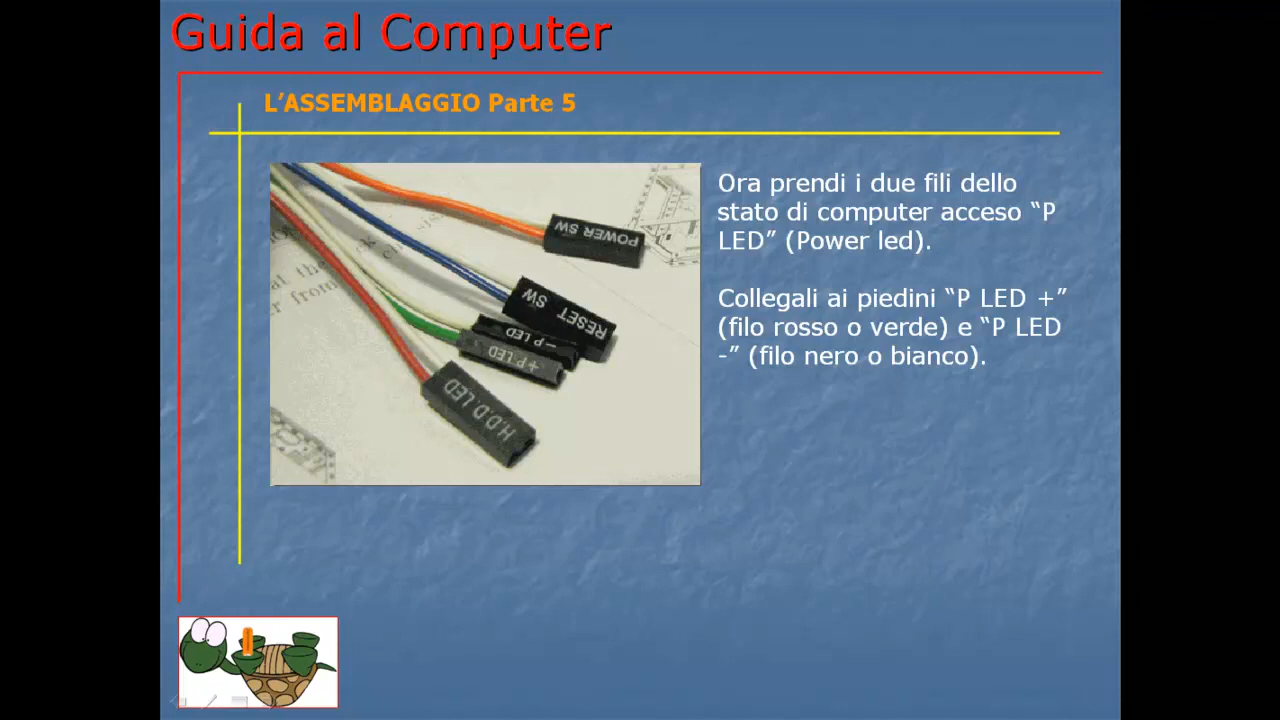 Guida al Computer
L’ASSEMBLAGGIO Parte 5
Ora prendi i due fili dello
stato di computer acceso “P
LED” (Power led).
Collegali ai piedini “P LED +”
(filo rosso o verde) e “P LED
-” (filo nero o bianco).
POWER SW
RESET
SW
- P LED
+ P LED
H.D.D.LED